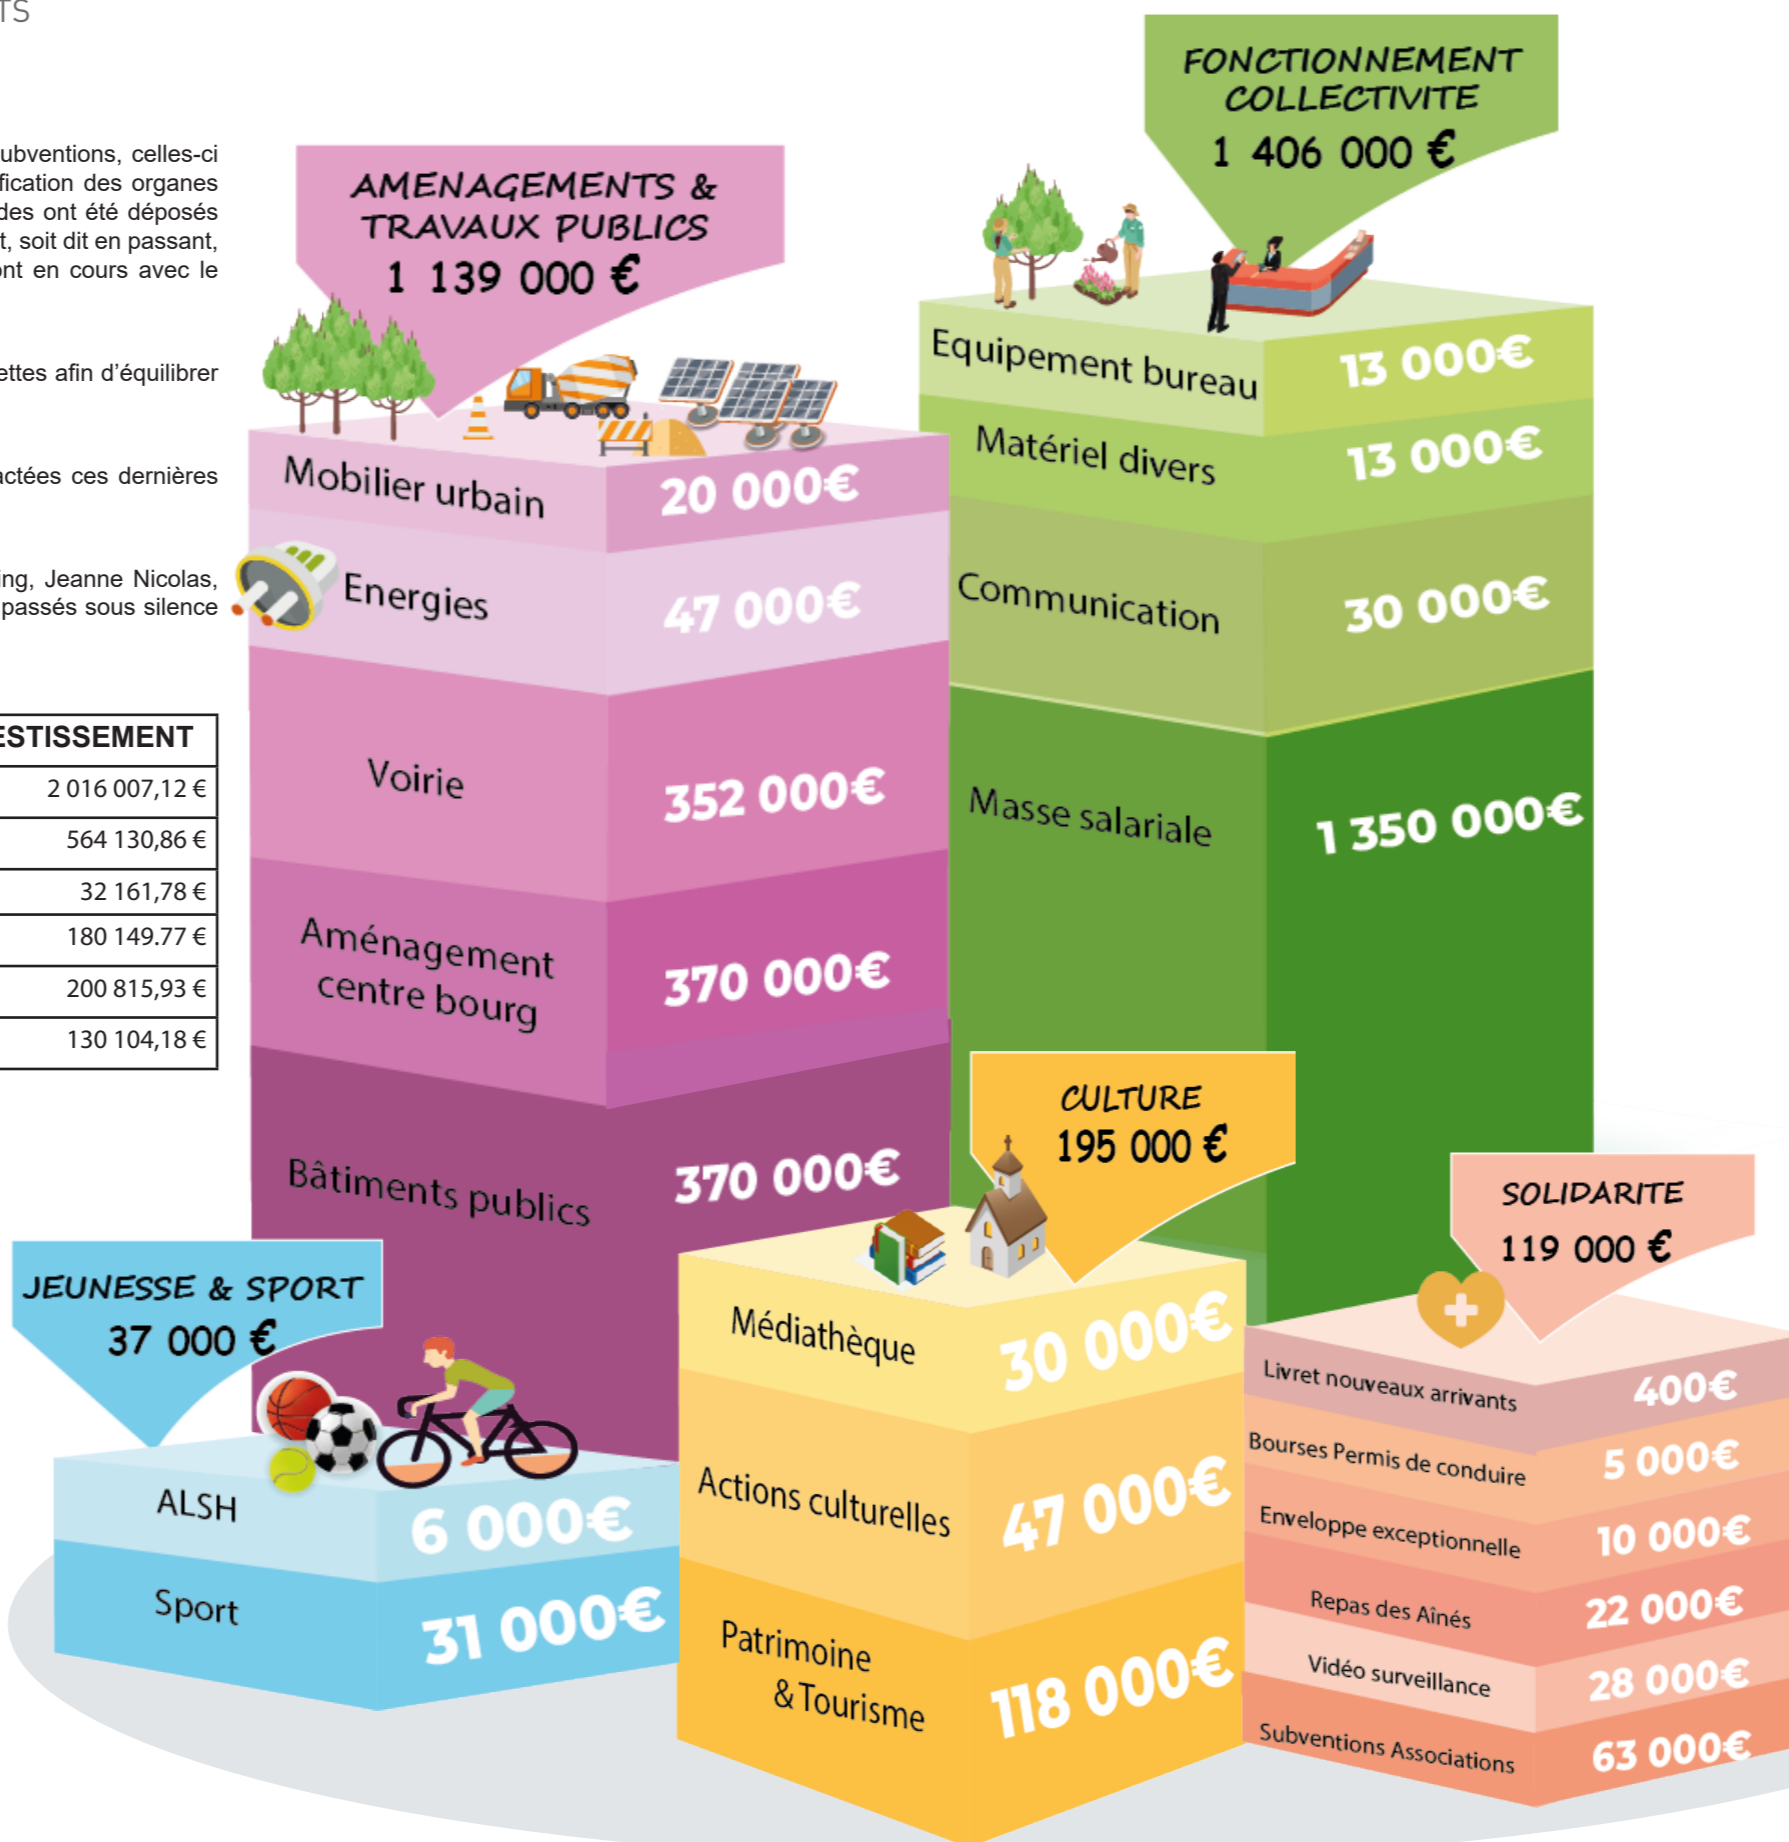 TS
ubventions, celles-ci
fication des organes
des ont été déposés
t, soit dit en passant,
ont en cours avec le
ettes afin d'équilibrer
actées ces dernières
ing, Jeanne Nicolas,
passés sous silence
ESTISSEMENT
2 016 007,12 €
564 130,86 €
32 161,78 €
180 149.77 €
200 815,93 €
130 104,18 €
AMENAGEMENTS &
TRAVAUX PUBLICS
1 139 000 €
Mobilier urbain 20 000€
Energies 47 000€
Voirie 352 000€
Aménagement
centre bourg 370 000€
Bâtiments publics 370 000€
FONCTIONNEMENT
COLLECTIVITE
1 406 000 €
Equipement bureau 13 000€
Matériel divers 13 000€
Communication 30 000€
Masse salariale 1 350 000€
JEUNESSE & SPORT
37 000 €
ALSH 6 000€
Sport 31 000€
CULTURE
195 000 €
Médiathèque 30 000€
Actions culturelles 47 000€
Patrimoine
& Tourisme 118 000€
SOLIDARITE
119 000 €
Livret nouveaux arrivants 400€
Bourses Permis de conduire 5 000€
Enveloppe exceptionnelle 10 000€
Repas des Aînés 22 000€
Vidéo surveillance 28 000€
Subventions Associations 63 000€